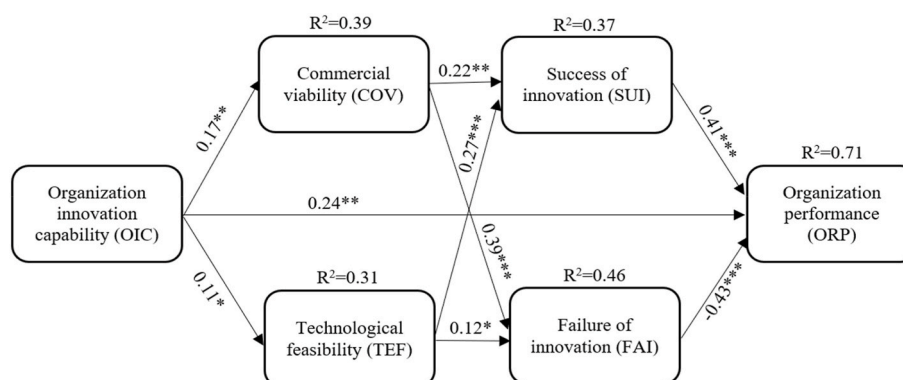 R²=0.39
R²=0.37
Commercial
viability (COV)
0.22**
Success of
innovation (SUI)
0.17**
0.27***
0.41***
R²=0.71
Organization
innovation
capability (OIC)
0.24**
Organization
performance
(ORP)
0.11*
0.39***
-0.43***
R²=0.31
R²=0.46
Technological
feasibility (TEF)
0.12*
Failure of
innovation (FAI)